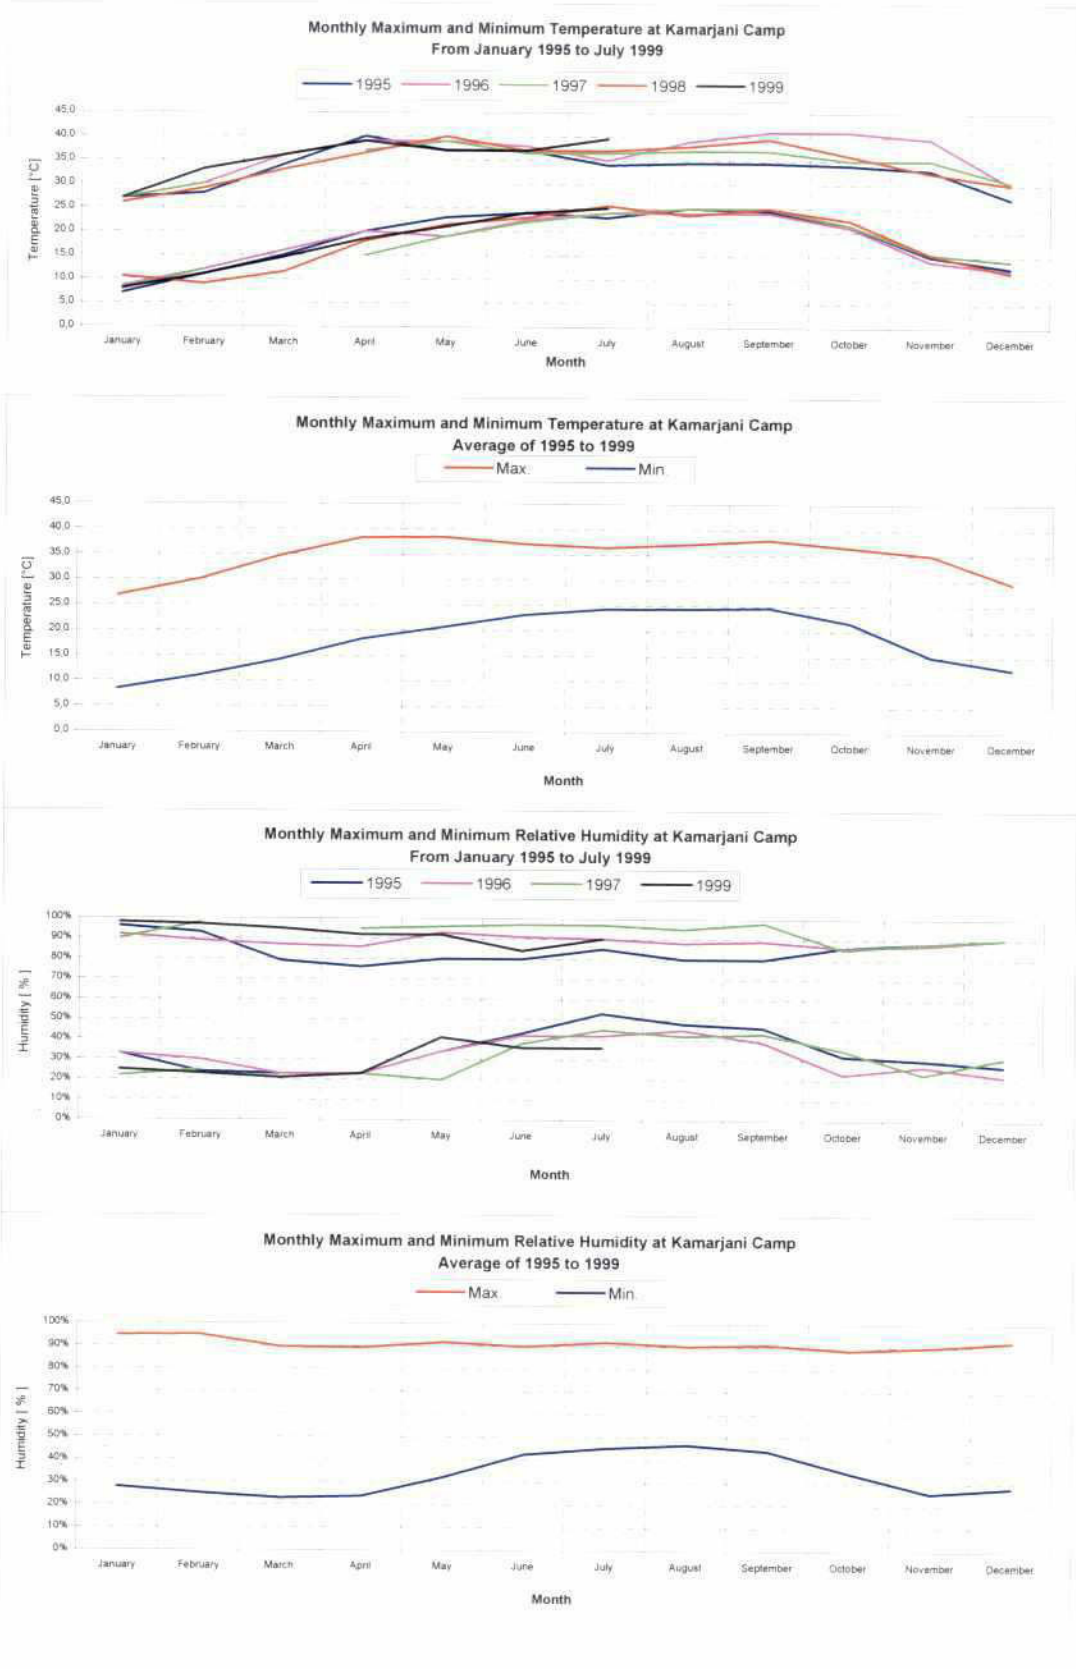 Monthly Maximum and Minimum Temperature at Kamarjani Camp
From January 1995 to July 1999
1995 1996 1997 1998 1999
45,0
40,0
35,0
30,0
25,0
20,0
15,0
10,0
5,0
0,0
Temperature [°C]
January February March April May June July August September October November December
Month
Monthly Maximum and Minimum Temperature at Kamarjani Camp
Average of 1995 to 1999
Max. Min.
45,0
40,0
35,0
30,0
25,0
20,0
15,0
10,0
5,0
0,0
Temperature [°C]
January February March April May June July August September October November December
Month
Monthly Maximum and Minimum Relative Humidity at Kamarjani Camp
From January 1995 to July 1999
1995 1996 1997 1999
100%
90%
80%
70%
60%
50%
40%
30%
20%
10%
0%
Humidity [ % ]
January February March April May June July August September October November December
Month
Monthly Maximum and Minimum Relative Humidity at Kamarjani Camp
Average of 1995 to 1999
Max. Min.
100%
90%
80%
70%
60%
50%
40%
30%
20%
10%
0%
Humidity [ % ]
January February March April May June July August September October November December
Month